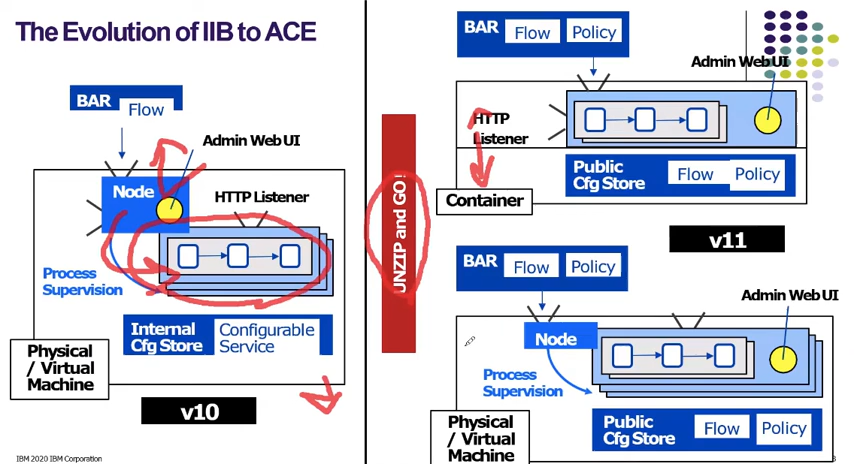 The Evolution of IIB to ACE
BAR
Flow
Admin Web UI
Node
HTTP Listener
Process
Supervision
Internal
Cfg Store
Configurable
Service
Physical
/ Virtual
Machine
v10
IBM 2020 IBM Corporation
UNZIP and GO!
BAR
Flow
Policy
Admin Web UI
HTTP
Listener
Public
Cfg Store
Flow
Policy
Container
v11
BAR
Flow
Policy
Admin Web UI
Node
Process
Supervision
Public
Cfg Store
Flow
Policy
Physical
/ Virtual
Machine